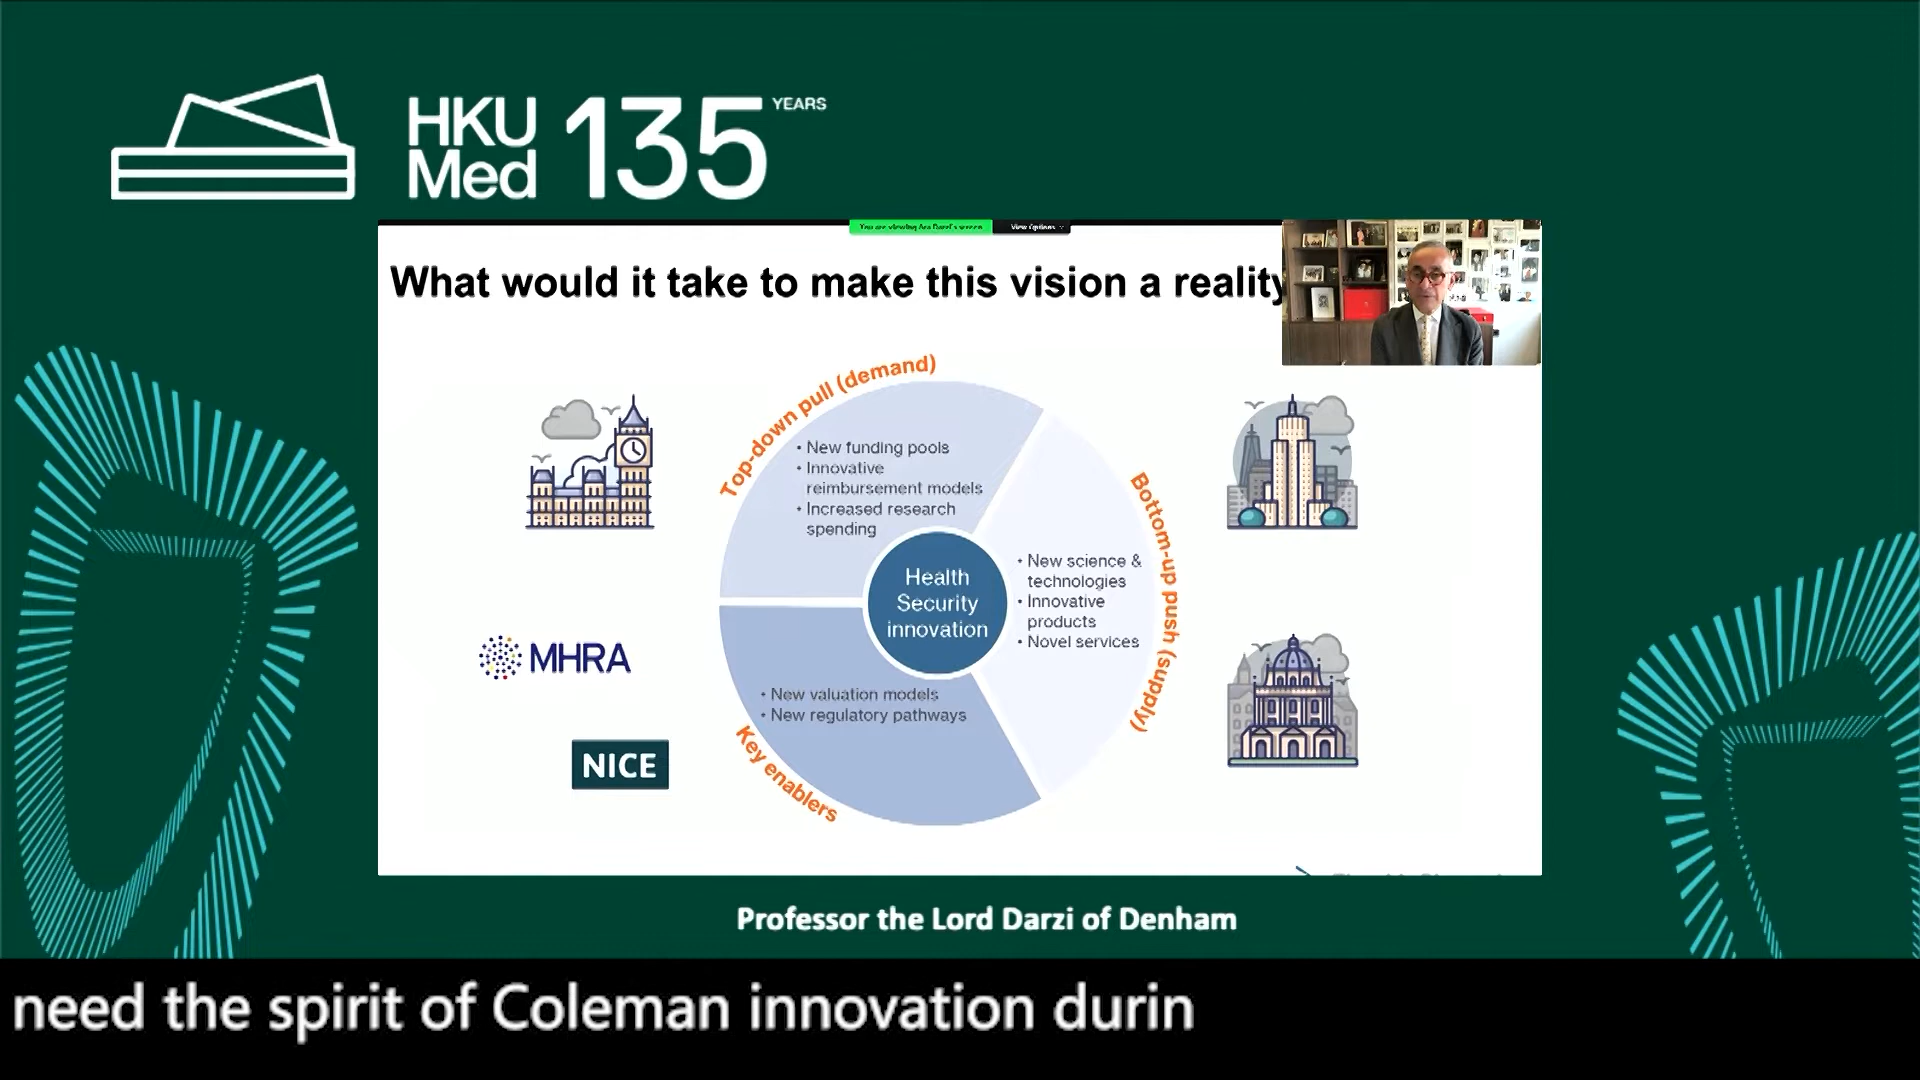 HKU
Med
135
YEARS
You are viewing Ara Darzi's screen
View Options
What would it take to make this vision a reality
Top-down pull (demand)
• New funding pools
• Innovative
reimbursement models
• Increased research
spending
Bottom-up push (supply)
• New science &
technologies
• Innovative
products
• Novel services
Health
Security
innovation
MHRA
• New valuation models
• New regulatory pathways
Key enablers
NICE
Professor the Lord Darzi of Denham
need the spirit of Coleman innovation durin